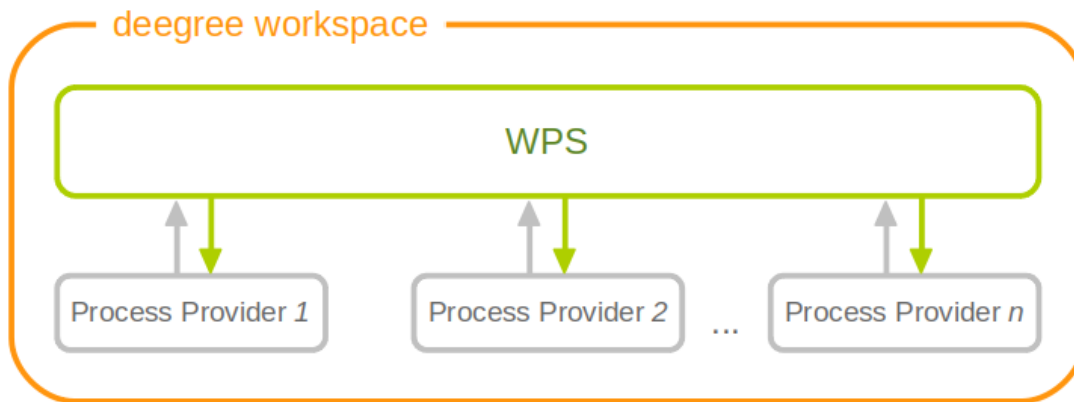 deegree workspace
WPS
Process Provider 1
Process Provider 2
...
Process Provider n